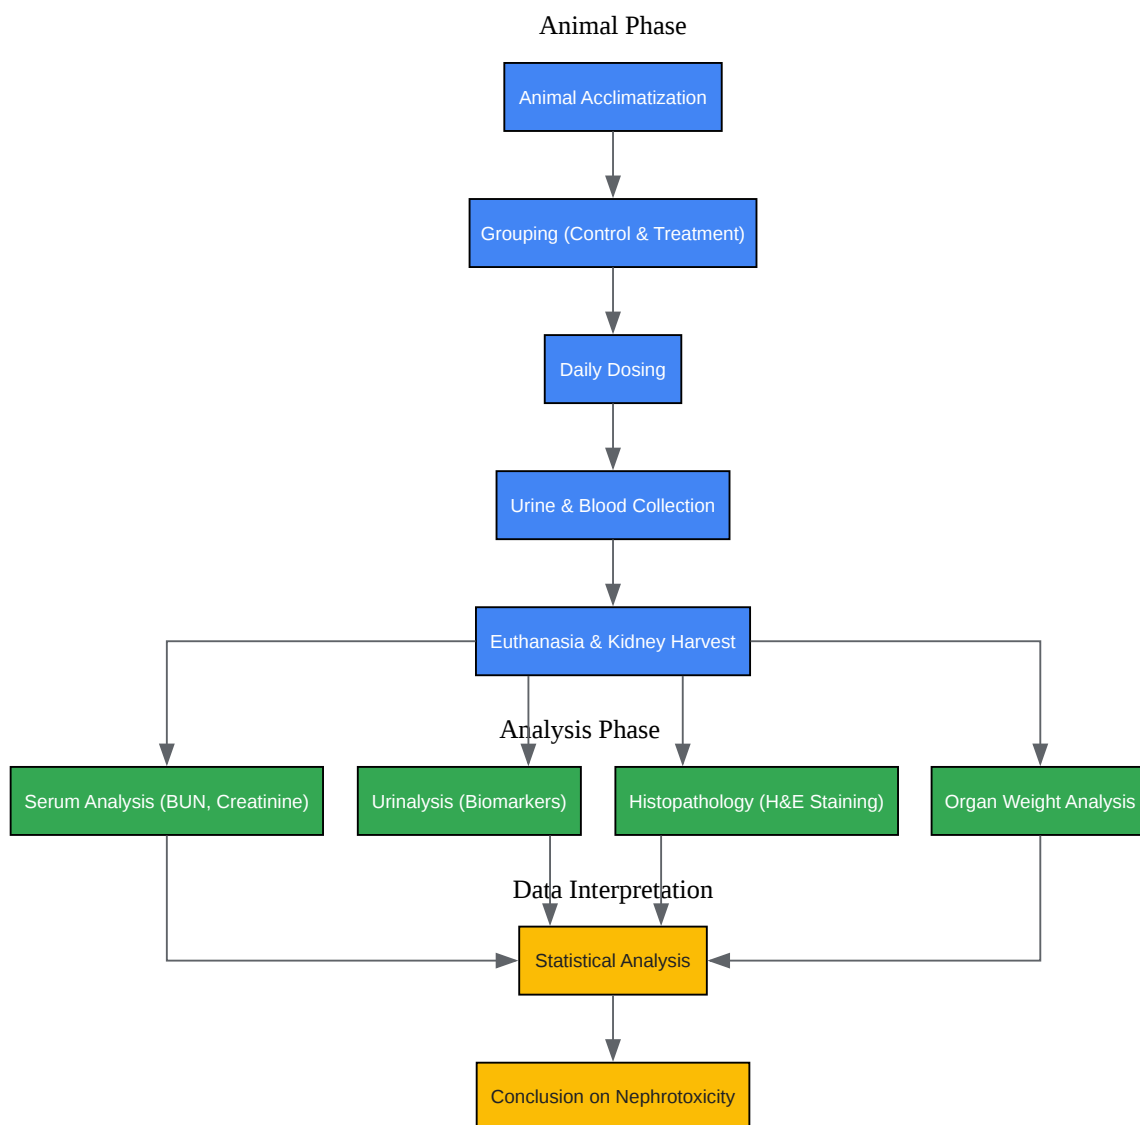 Animal Phase
Animal Acclimatization
Grouping (Control & Treatment)
Daily Dosing
Urine & Blood Collection
Euthanasia & Kidney Harvest
Analysis Phase
Serum Analysis (BUN, Creatinine)
Urinalysis (Biomarkers)
Histopathology (H&E Staining)
Organ Weight Analysis
Data Interpretation
Statistical Analysis
Conclusion on Nephrotoxicity